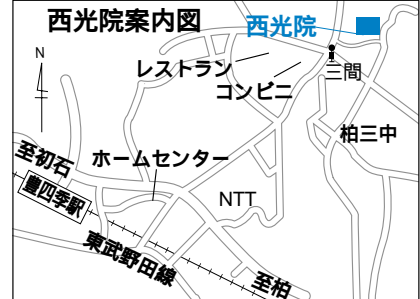 西光院案内図
西光院
N
レストラン
コンビニ
三間
柏三中
至初石
ホームセンター
豊四季駅
NTT
東武野田線
至柏